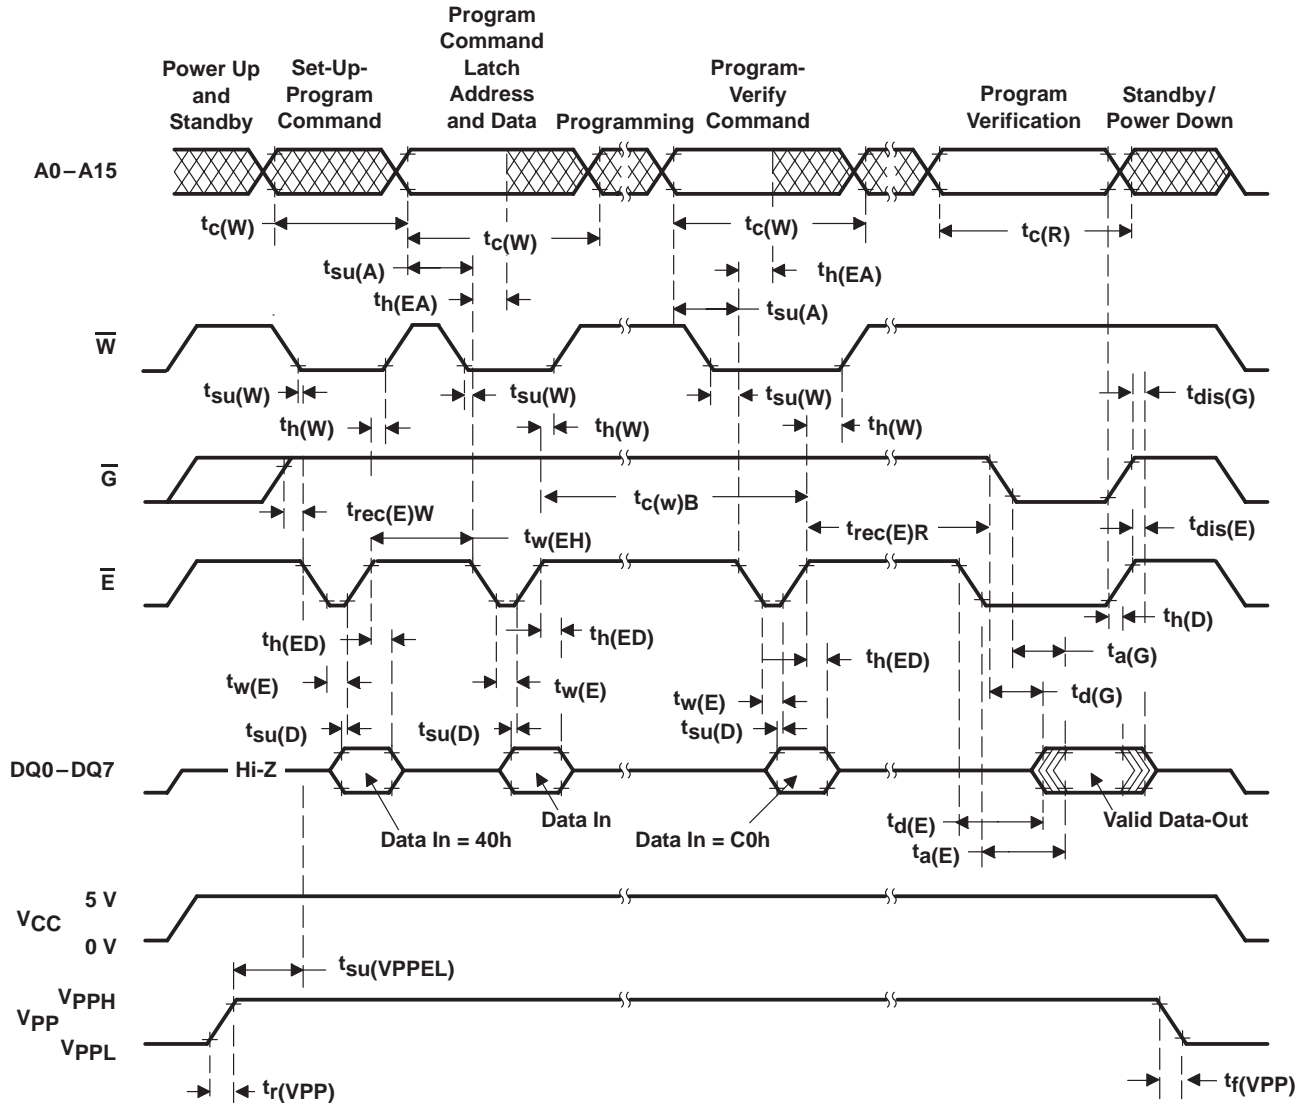 Power Up
and
Standby
Set-Up-
Program
Command
Program
Command
Latch
Address
and Data
Programming
Program-
Verify
Command
Program
Verification
Standby/
Power Down
A0–A15
tc(W)
tc(W)
tc(W)
tc(R)
tsu(A)
th(EA)
th(EA)
tsu(A)
W̅
tsu(W)
tsu(W)
tsu(W)
tdis(G)
th(W)
th(W)
th(W)
G̅
trec(E)W
tc(w)B
trec(E)R
tdis(E)
tw(EH)
E̅
th(ED)
th(ED)
th(ED)
th(D)
ta(G)
tw(E)
tw(E)
tw(E)
td(G)
tsu(D)
tsu(D)
tsu(D)
DQ0–DQ7
Hi-Z
Data In = 40h
Data In
Data In = C0h
td(E)
Valid Data-Out
ta(E)
5 V
VCC
0 V
tsu(VPPEL)
VPPH
VPP
VPPL
tr(VPP)
tf(VPP)